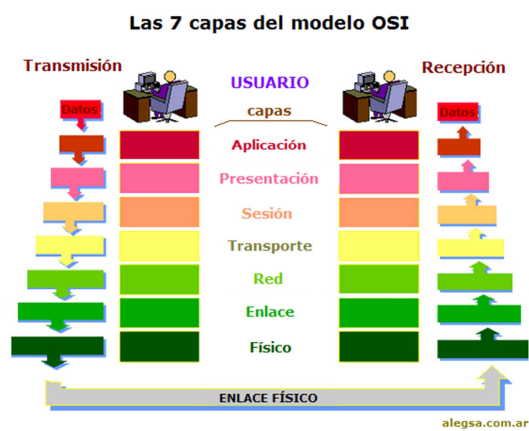 Las 7 capas del modelo OSI
Transmisión
USUARIO
Recepción
Datos
capas
Datos
Aplicación
Presentación
Sesión
Transporte
Red
Enlace
Físico
ENLACE FÍSICO
alegsa.com.ar